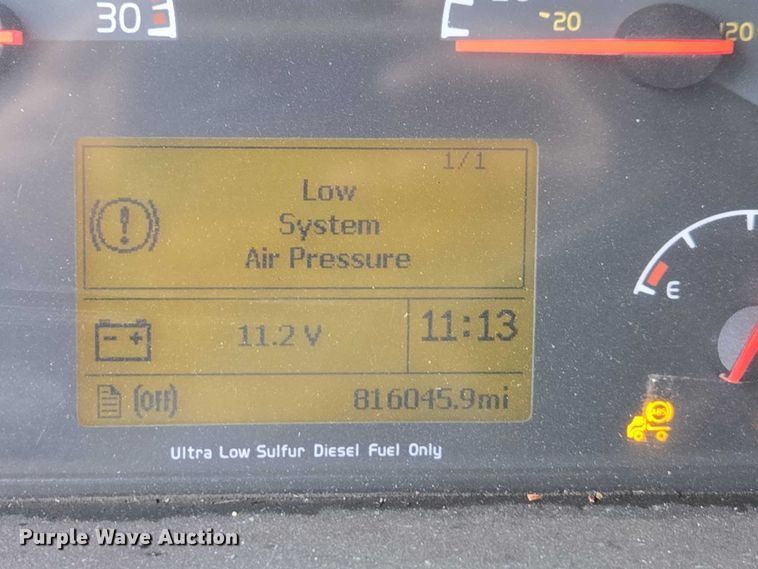 30
20
120
1/1
Low
System
Air Pressure
11.2 V
11:13
(Off)
816045.9mi
E
ABS
Ultra Low Sulfur Diesel Fuel Only
Purple Wave Auction